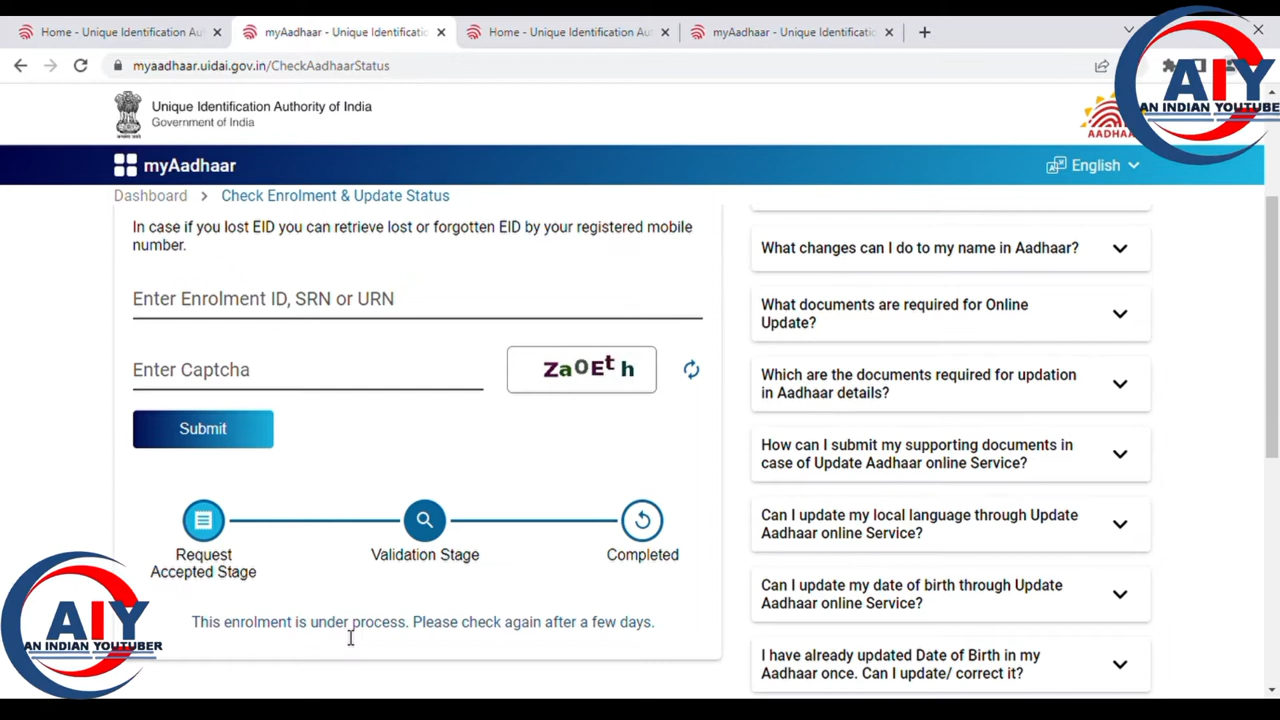 Home - Unique Identification Au
myAadhaar - Unique Identificatio
Home - Unique Identification Au
myAadhaar - Unique Identificatio
myaadhaar.uidai.gov.in/CheckAadhaarStatus
AIY
AN INDIAN YOUTUBER
Unique Identification Authority of India
Government of India
AADHAA
myAadhaar
English
Dashboard > Check Enrolment & Update Status
In case if you lost EID you can retrieve lost or forgotten EID by your registered mobile
number.
Enter Enrolment ID, SRN or URN
Enter Captcha
Za0Eth
Submit
Request
Accepted Stage
Validation Stage
Completed
This enrolment is under process. Please check again after a few days.
What changes can I do to my name in Aadhaar?
What documents are required for Online
Update?
Which are the documents required for updation
in Aadhaar details?
How can I submit my supporting documents in
case of Update Aadhaar online Service?
Can I update my local language through Update
Aadhaar online Service?
Can I update my date of birth through Update
Aadhaar online Service?
I have already updated Date of Birth in my
Aadhaar once. Can I update/ correct it?
AIY
AN INDIAN YOUTUBER